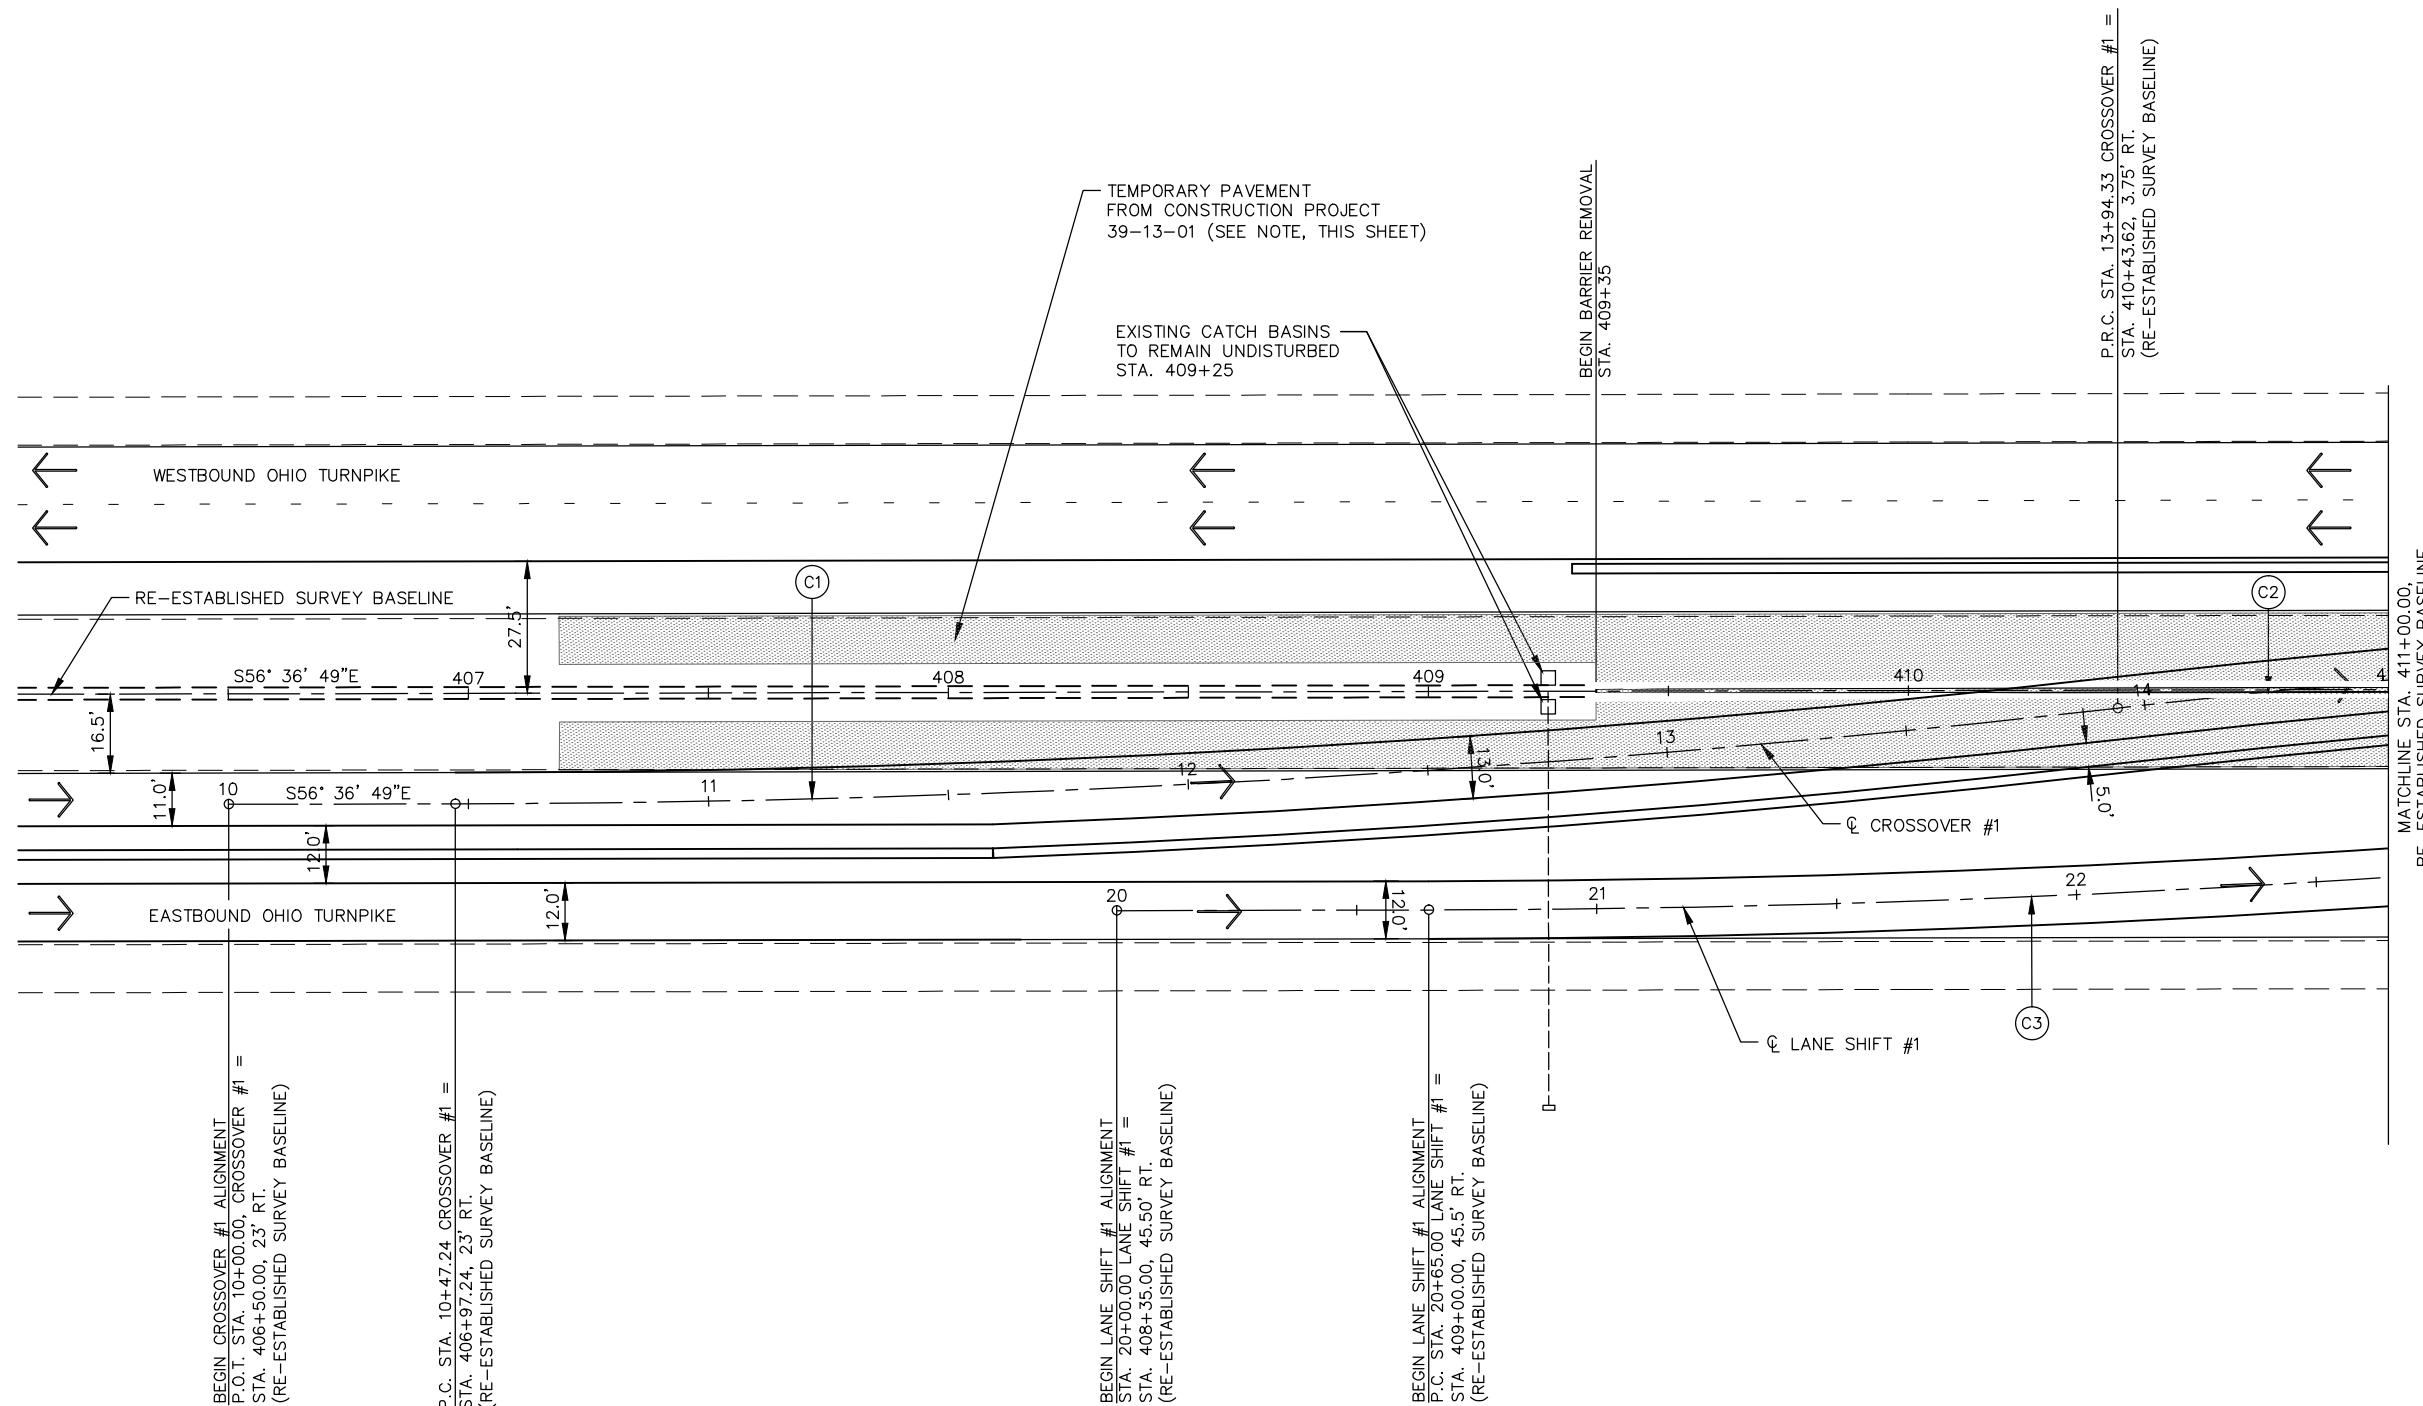 P.R.C. STA. 13+94.33 CROSSOVER #1 =
STA. 410+43.62, 3.75' RT.
(RE-ESTABLISHED SURVEY BASELINE)
TEMPORARY PAVEMENT
FROM CONSTRUCTION PROJECT
39-13-01 (SEE NOTE, THIS SHEET)
BEGIN BARRIER REMOVAL
STA. 409+35
EXISTING CATCH BASINS
TO REMAIN UNDISTURBED
STA. 409+25
WESTBOUND OHIO TURNPIKE
RE-ESTABLISHED SURVEY BASELINE
27.5'
C1
C2
S56° 36' 49"E
407
408
409
410
4
14
16.5'
13
13.0'
12
11
10
S56° 36' 49"E
11.0'
5.0'
℄ CROSSOVER #1
MATCHLINE STA. 411+00.00,
RE-ESTABLISHED SURVEY BASELINE
12.0'
12.0'
12.0'
20
21
22
EASTBOUND OHIO TURNPIKE
C3
℄ LANE SHIFT #1
BEGIN CROSSOVER #1 ALIGNMENT
P.O.T. STA. 10+00.00, CROSSOVER #1 =
STA. 406+50.00, 23' RT.
(RE-ESTABLISHED SURVEY BASELINE)
P.C. STA. 10+47.24 CROSSOVER #1 =
STA. 406+97.24, 23' RT.
(RE-ESTABLISHED SURVEY BASELINE)
BEGIN LANE SHIFT #1 ALIGNMENT
STA. 20+00.00 LANE SHIFT #1 =
STA. 408+35.00, 45.50' RT.
(RE-ESTABLISHED SURVEY BASELINE)
BEGIN LANE SHIFT #1 ALIGNMENT
P.C. STA. 20+65.00 LANE SHIFT #1 =
STA. 409+00.00, 45.5' RT.
(RE-ESTABLISHED SURVEY BASELINE)